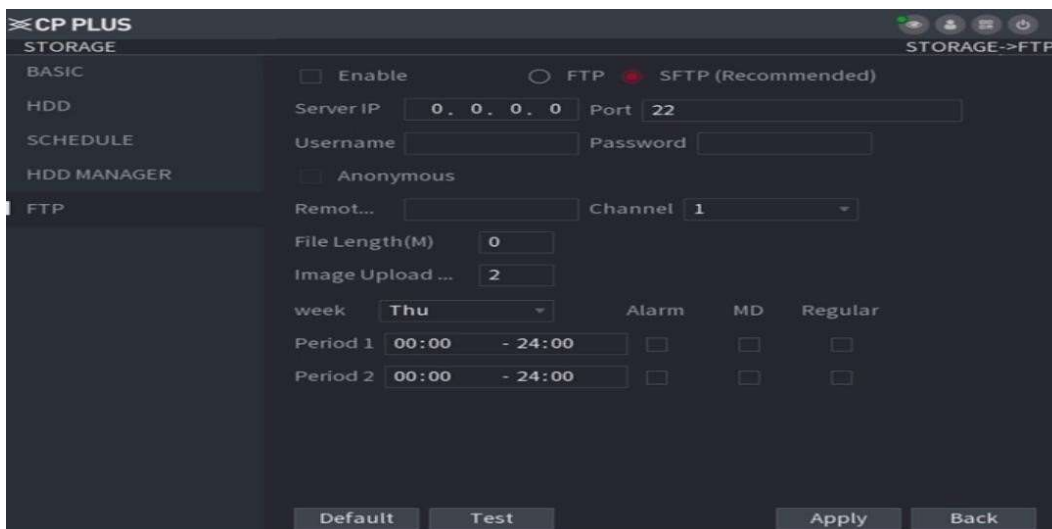 CP PLUS
STORAGE STORAGE->FTP
BASIC
HDD
SCHEDULE
HDD MANAGER
FTP
Enable FTP SFTP (Recommended)
Server IP 0. 0. 0. 0 Port 22
Username Password
Anonymous
Remot... Channel 1
File Length(M) 0
Image Upload ... 2
week Thu Alarm MD Regular
Period 1 00:00 - 24:00
Period 2 00:00 - 24:00
Default Test Apply Back